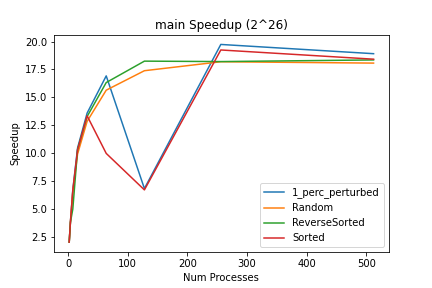 main Speedup (2^26)
20.0
17.5
15.0
12.5
10.0
7.5
5.0
2.5
Speedup
0 100 200 300 400 500
Num Processes
1_perc_perturbed
Random
ReverseSorted
Sorted